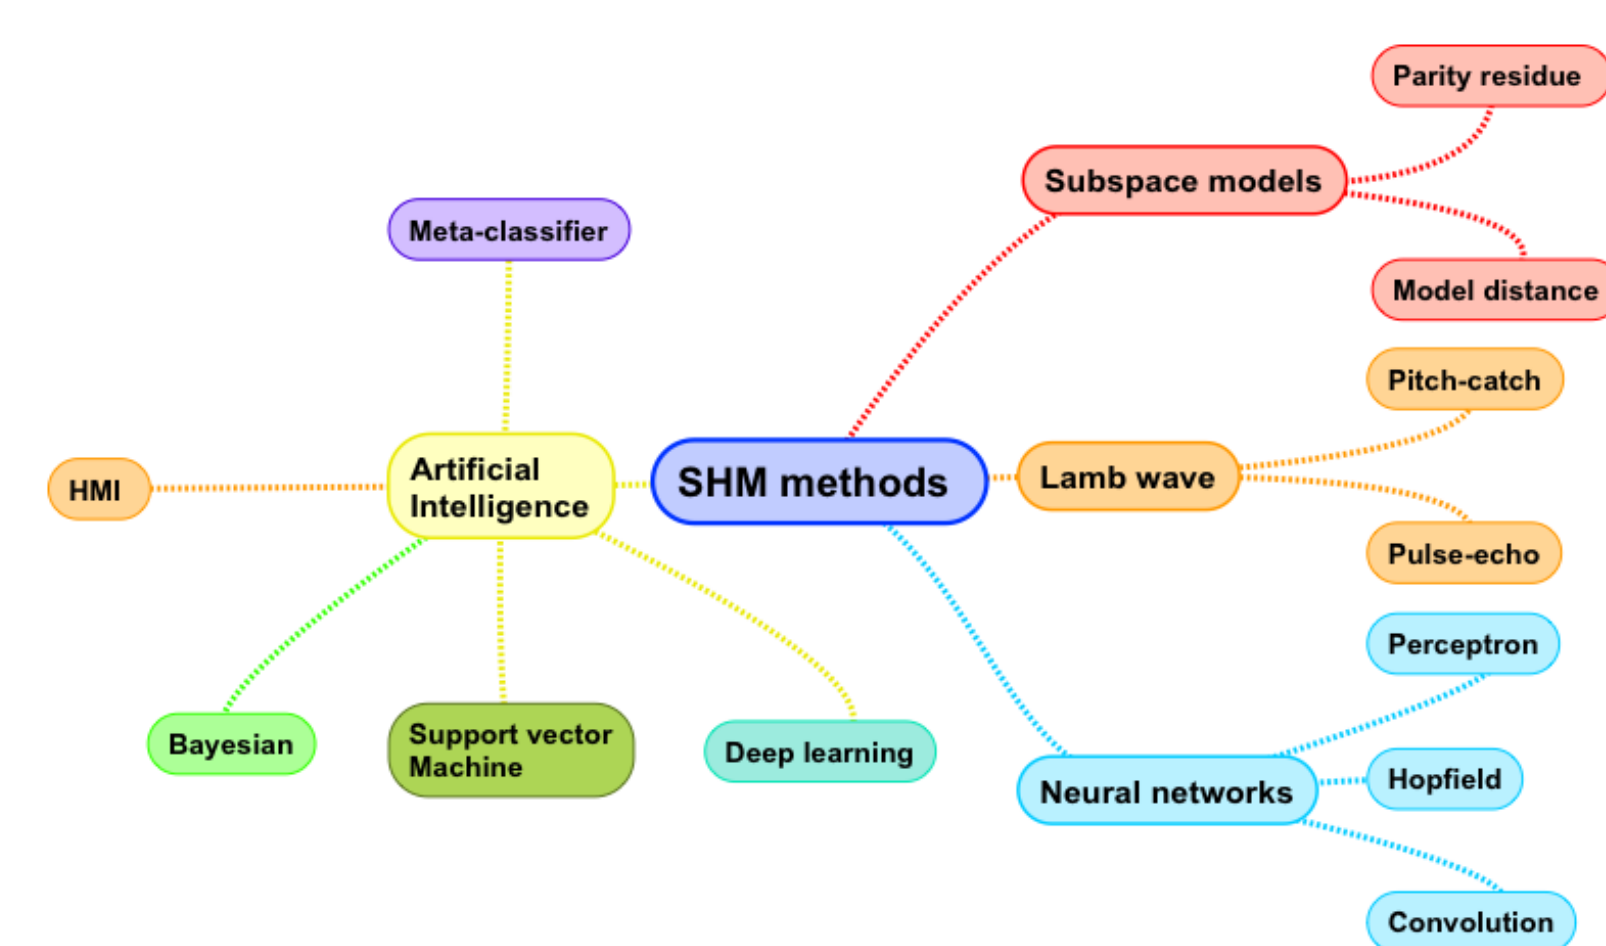 Parity residue
Subspace models
Meta-classifier
Model distance
Pitch-catch
Artificial
Intelligence
SHM methods
Lamb wave
HMI
Pulse-echo
Perceptron
Bayesian
Support vector
Machine
Deep learning
Neural networks
Hopfield
Convolution